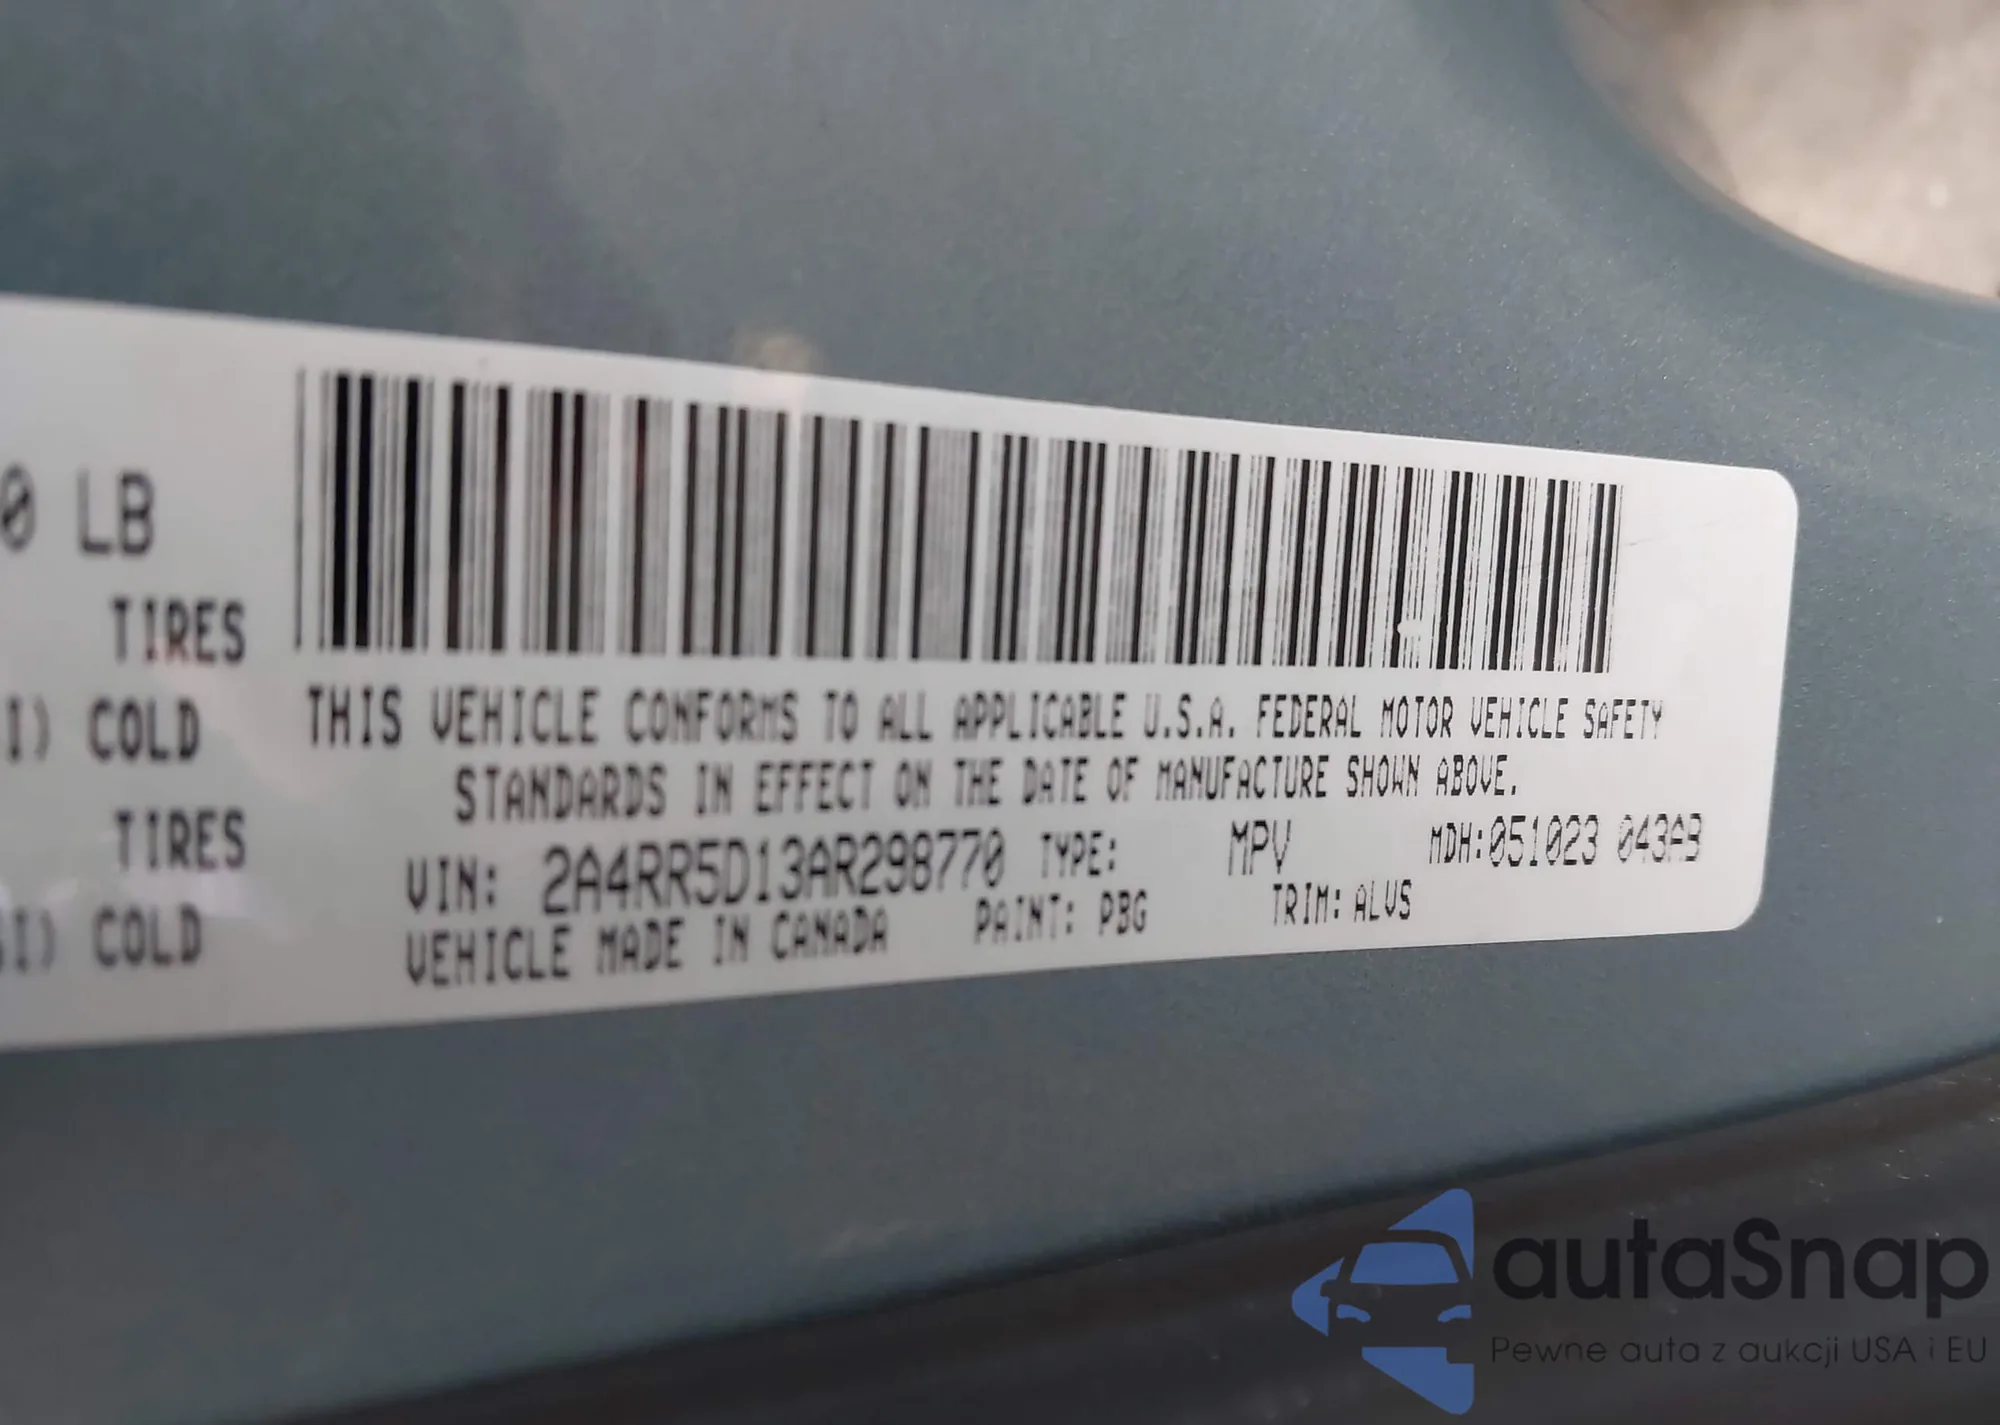 0 LB
TIRES
I) COLD
TIRES
I) COLD
THIS VEHICLE CONFORMS TO ALL APPLICABLE U.S.A. FEDERAL MOTOR VEHICLE SAFETY
STANDARDS IN EFFECT ON THE DATE OF MANUFACTURE SHOWN ABOVE.
VIN: 2A4RR5D13AR298770 TYPE: MPV MDH:051023 043AB
VEHICLE MADE IN CANADA PAINT: PBG TRIM: ALVS
autaSnap
Pewne auta z aukcji USA i EU